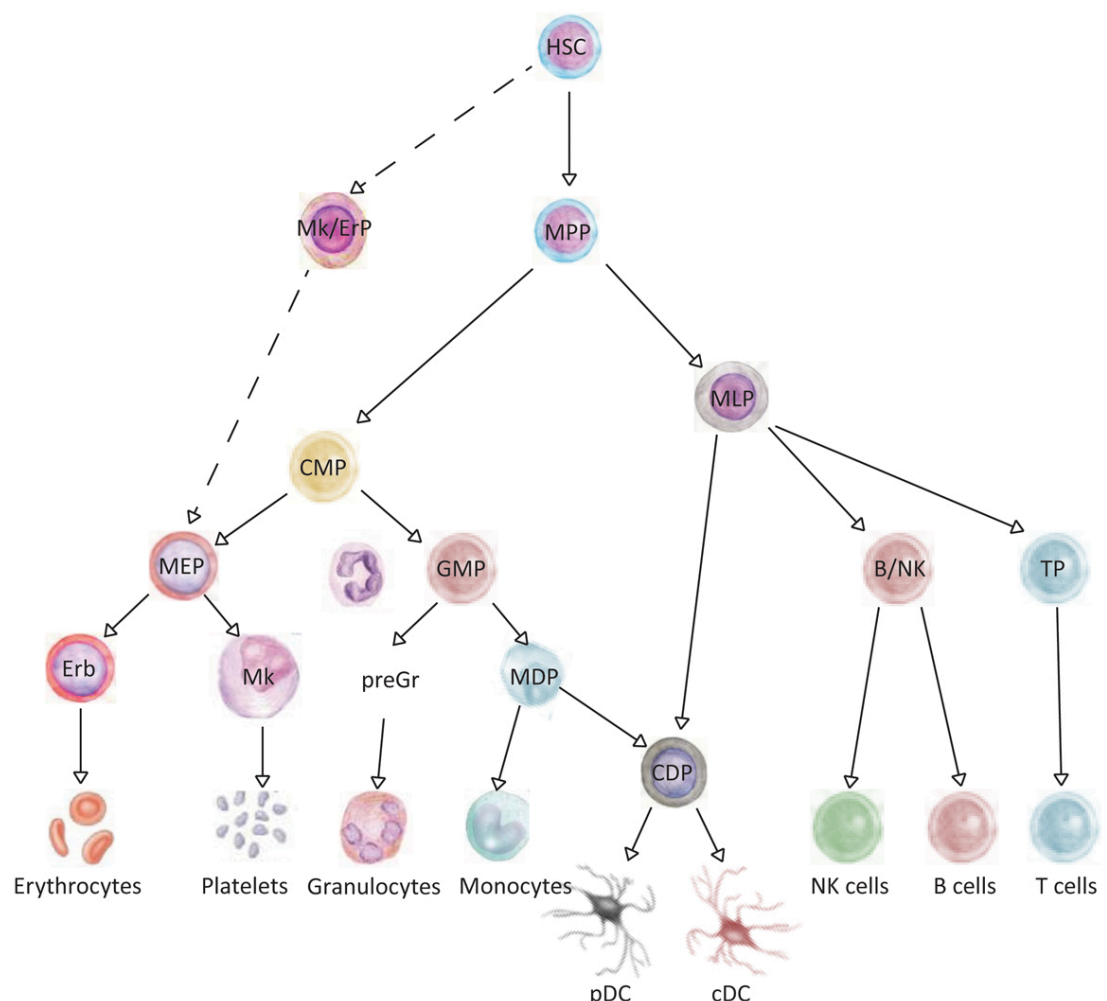 HSC
Mk/ErP
MPP
MLP
CMP
MEP
GMP
B/NK
TP
Erb
Mk
preGr
MDP
CDP
Erythrocytes
Platelets
Granulocytes
Monocytes
NK cells
B cells
T cells
pDC
cDC